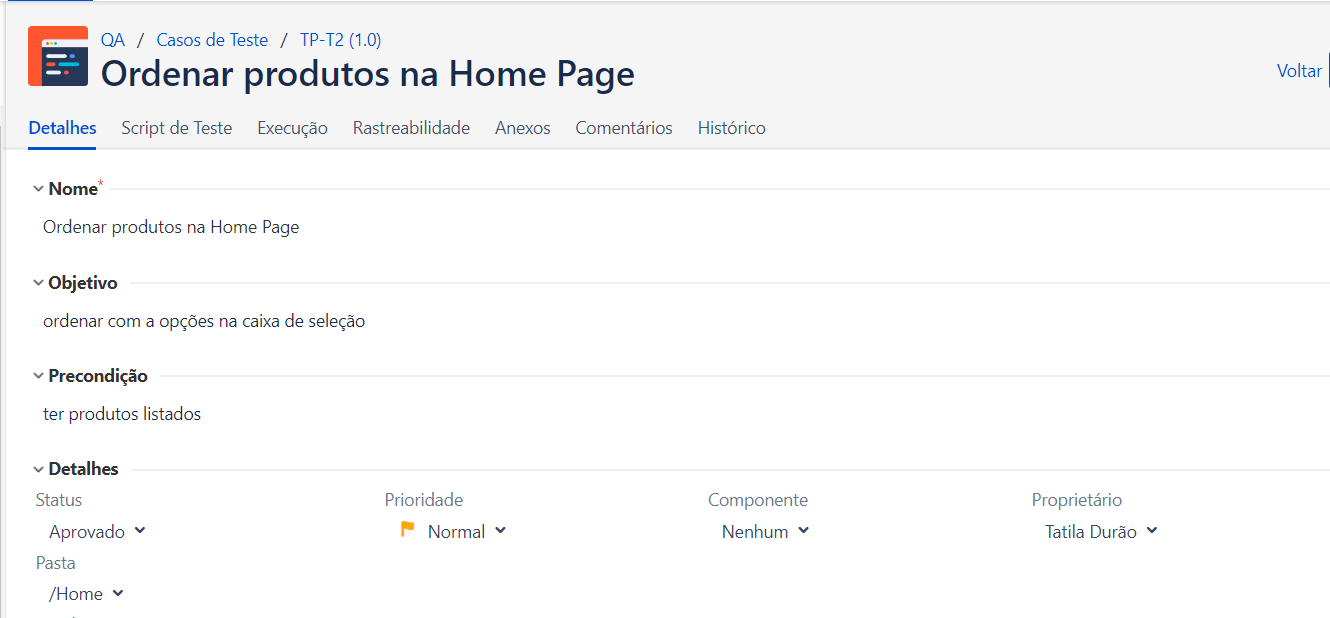 QA / Casos de Teste / TP-T2 (1.0)
Ordenar produtos na Home Page
Voltar
Detalhes Script de Teste Execução Rastreabilidade Anexos Comentários Histórico
Nome*
Ordenar produtos na Home Page
Objetivo
ordenar com a opções na caixa de seleção
Precondição
ter produtos listados
Detalhes
Status Prioridade Componente Proprietário
Aprovado Normal Nenhum Tatila Durão
Pasta
/Home